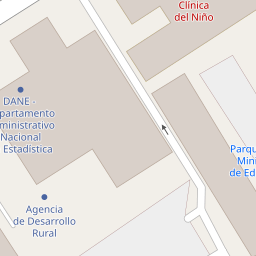 Clínica
del Niño
DANE -
partamento
ministrativo
Nacional
Estadística
Parqu
Mini
de Ed
Agencia
de Desarrollo
Rural